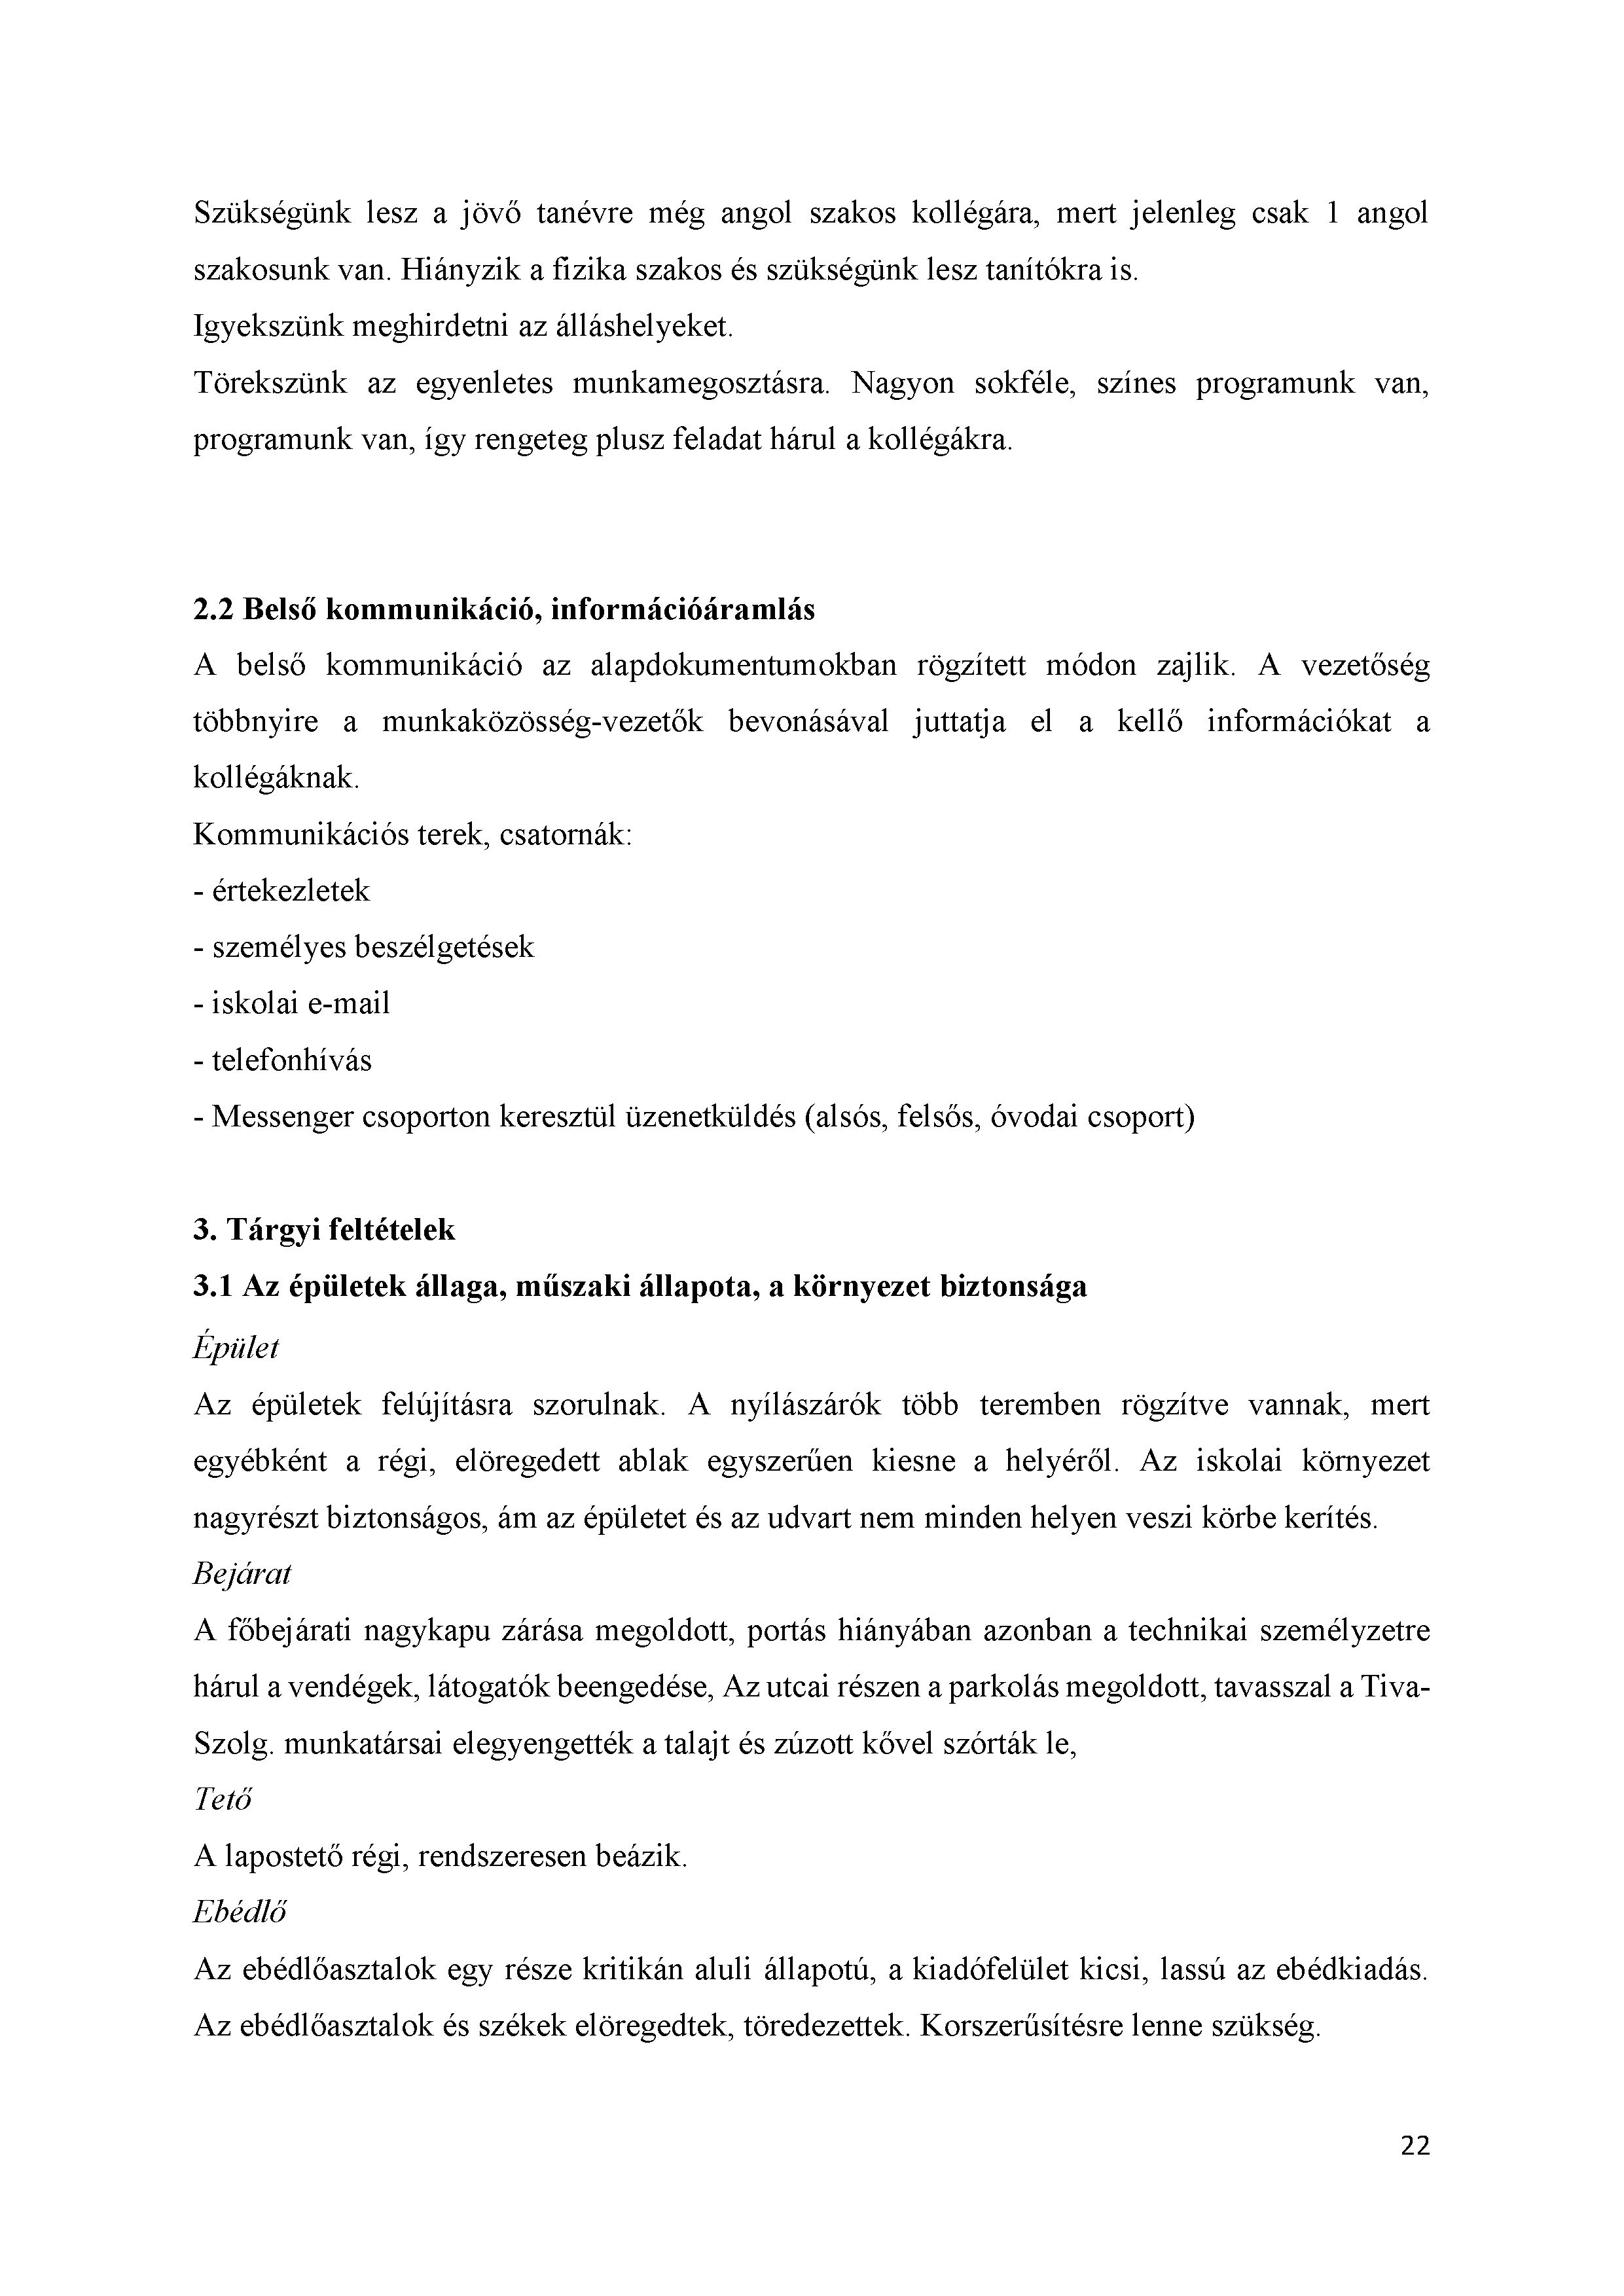 Szükségünk lesz a jövő tanévre még angol szakos kollégára, mert jelenleg csak 1 angol
szakosunk van. Hiányzik a fizika szakos és szükségünk lesz tanítókra is.
Igyekszünk meghirdetni az álláshelyeket.
Törekszünk az egyenletes munkamegosztásra. Nagyon sokféle, színes programunk van,
programunk van, így rengeteg plusz feladat hárul a kollégákra.
2.2 Belső kommunikáció, információáramlás
A belső kommunikáció az alapdokumentumokban rögzített módon zajlik. A vezetőség
többnyire a munkaközösség-vezetők bevonásával juttatja el a kellő információkat a
kollégáknak.
Kommunikációs terek, csatornák:
- értekezletek
- személyes beszélgetések
- iskolai e-mail
- telefonhívás
- Messenger csoporton keresztül üzenetküldés (alsós, felsős, óvodai csoport)
3. Tárgyi feltételek
3.1 Az épületek állaga, műszaki állapota, a környezet biztonsága
Épület
Az épületek felújításra szorulnak. A nyílászárók több teremben rögzítve vannak, mert
egyébként a régi, elöregedett ablak egyszerűen kiesne a helyéről. Az iskolai környezet
nagyrészt biztonságos, ám az épületet és az udvart nem minden helyen veszi körbe kerítés.
Bejárat
A főbejárati nagykapu zárása megoldott, portás hiányában azonban a technikai személyzetre
hárul a vendégek, látogatók beengedése, Az utcai részen a parkolás megoldott, tavasszal a Tiva-
Szolg. munkatársai elegyengették a talajt és zúzott kővel szórták le,
Tető
A lapostető régi, rendszeresen beázik.
Ebédlő
Az ebédlőasztalok egy része kritikán aluli állapotú, a kiadófelület kicsi, lassú az ebédkiadás.
Az ebédlőasztalok és székek elöregedtek, töredezettek. Korszerűsítésre lenne szükség.
22